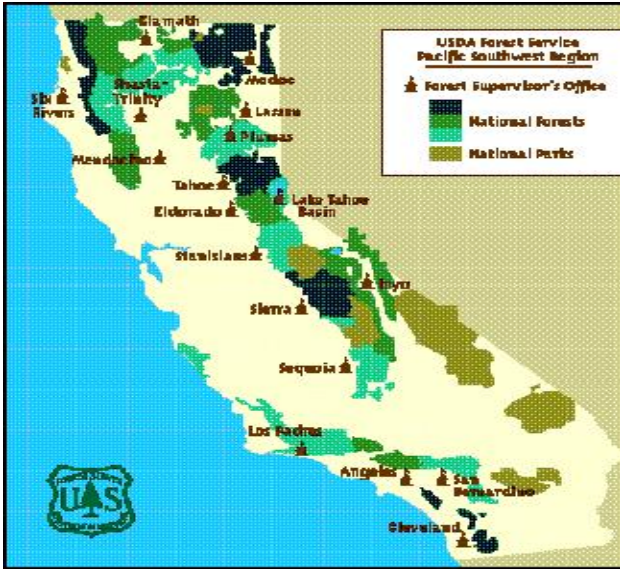 USDA Forest Service
Pacific Southwest Region
Forest Supervisor's Office
National Forests
National Parks
Klamath
Modoc
Shasta-
Trinity
Six
Rivers
Lassen
Plumas
Mendocino
Tahoe
Lake Tahoe
Basin
Eldorado
Stanislaus
Inyo
Sierra
Sequoia
Los Padres
Angeles
San
Bernardino
Cleveland
U S